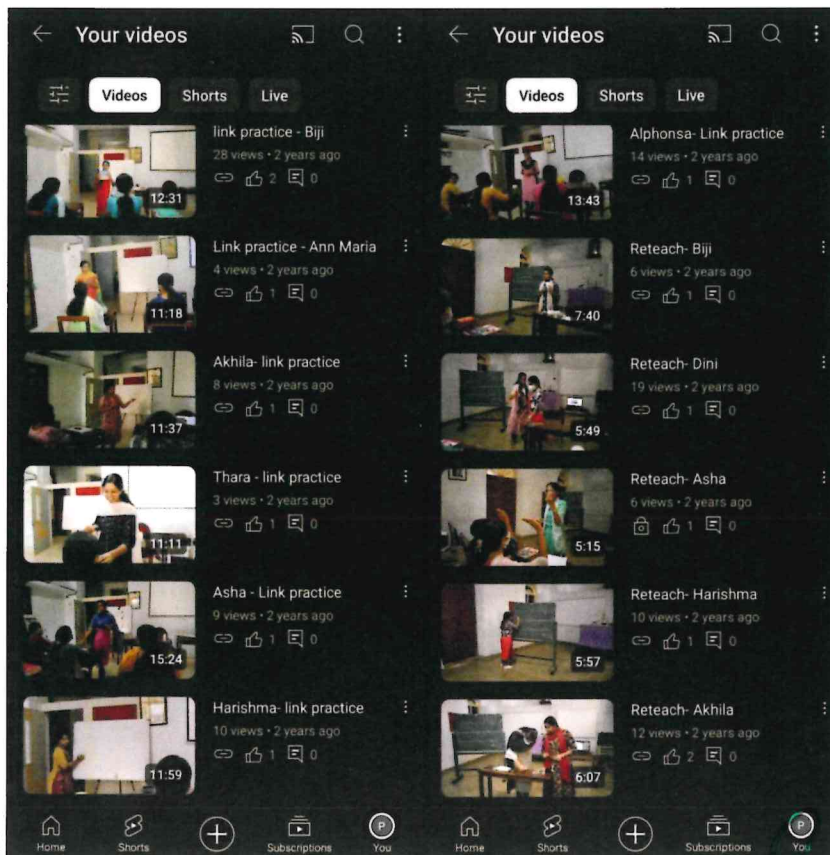 Your videos
Videos
Shorts
Live
link practice - Biji
28 views • 2 years ago
2
0
12:31
Link practice - Ann Maria
4 views • 2 years ago
1
0
11:18
Akhila- link practice
8 views • 2 years ago
1
0
11:37
Thara - link practice
3 views • 2 years ago
1
0
11:11
Asha - Link practice
9 views • 2 years ago
1
0
15:24
Harishma- link practice
10 views • 2 years ago
1
0
11:59
Home
Shorts
Subscriptions
P
You
Your videos
Videos
Shorts
Live
Alphonsa- Link practice
14 views • 2 years ago
1
0
13:43
Reteach- Biji
6 views • 2 years ago
1
0
7:40
Reteach- Dini
19 views • 2 years ago
1
0
5:49
Reteach- Asha
6 views • 2 years ago
1
0
5:15
Reteach- Harishma
10 views • 2 years ago
1
0
5:57
Reteach- Akhila
12 views • 2 years ago
2
0
6:07
Home
Shorts
Subscriptions
P
You